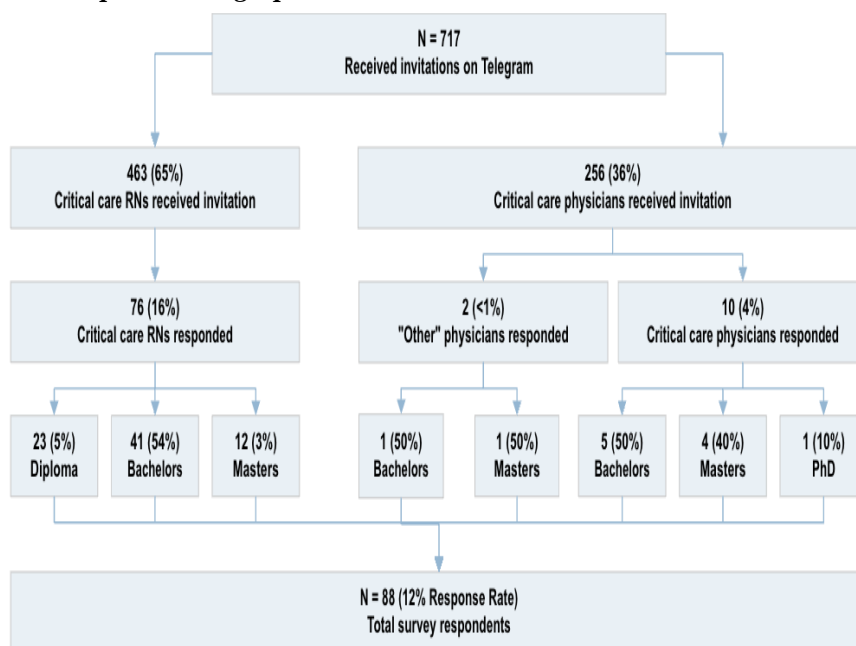 N = 717
Received invitations on Telegram
463 (65%)
Critical care RNs received invitation
256 (36%)
Critical care physicians received invitation
76 (16%)
Critical care RNs responded
2 (<1%)
"Other" physicians responded
10 (4%)
Critical care physicians responded
23 (5%)
Diploma
41 (54%)
Bachelors
12 (3%)
Masters
1 (50%)
Bachelors
1 (50%)
Masters
5 (50%)
Bachelors
4 (40%)
Masters
1 (10%)
PhD
N = 88 (12% Response Rate)
Total survey respondents